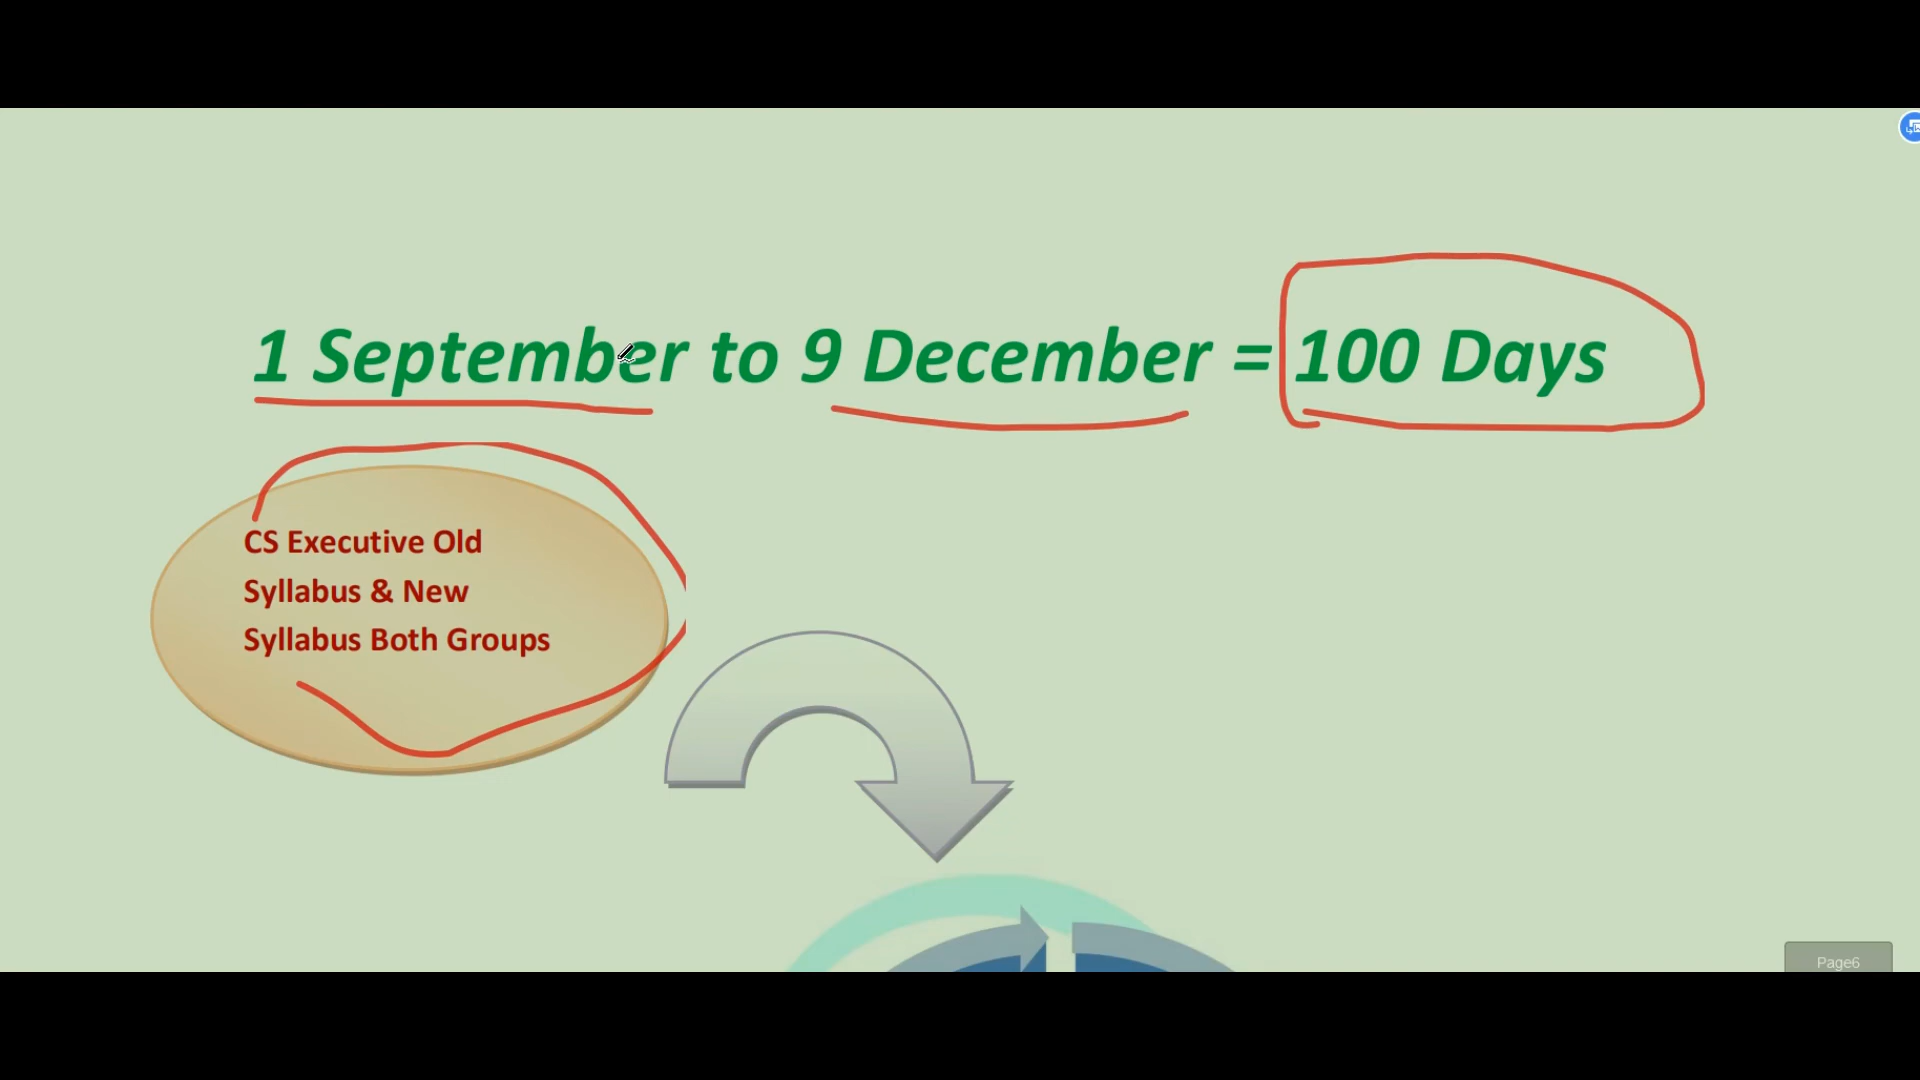 1 September to 9 December = 100 Days
CS Executive Old
Syllabus & New
Syllabus Both Groups
Page6